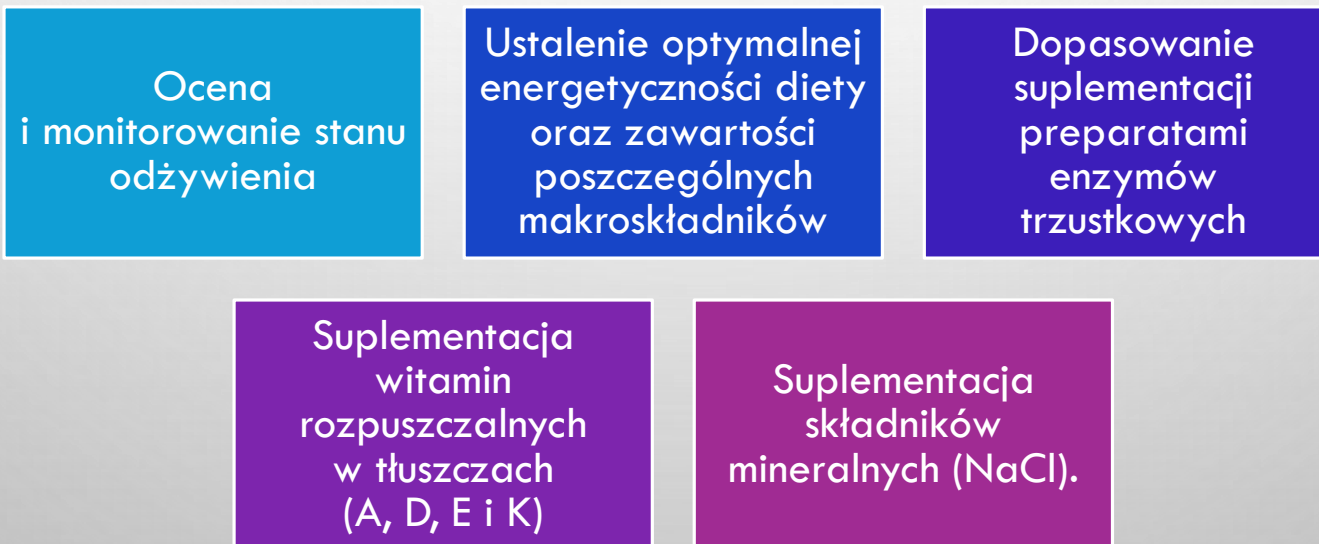 Ocena
i monitorowanie stanu
odżywienia
Ustalenie optymalnej
energetyczności diety
oraz zawartości
poszczególnych
makroskładników
Dopasowanie
suplementacji
preparatami
enzymów
trzustkowych
Suplementacja
witamin
rozpuszczalnych
w tłuszczach
(A, D, E i K)
Suplementacja
składników
mineralnych (NaCl).